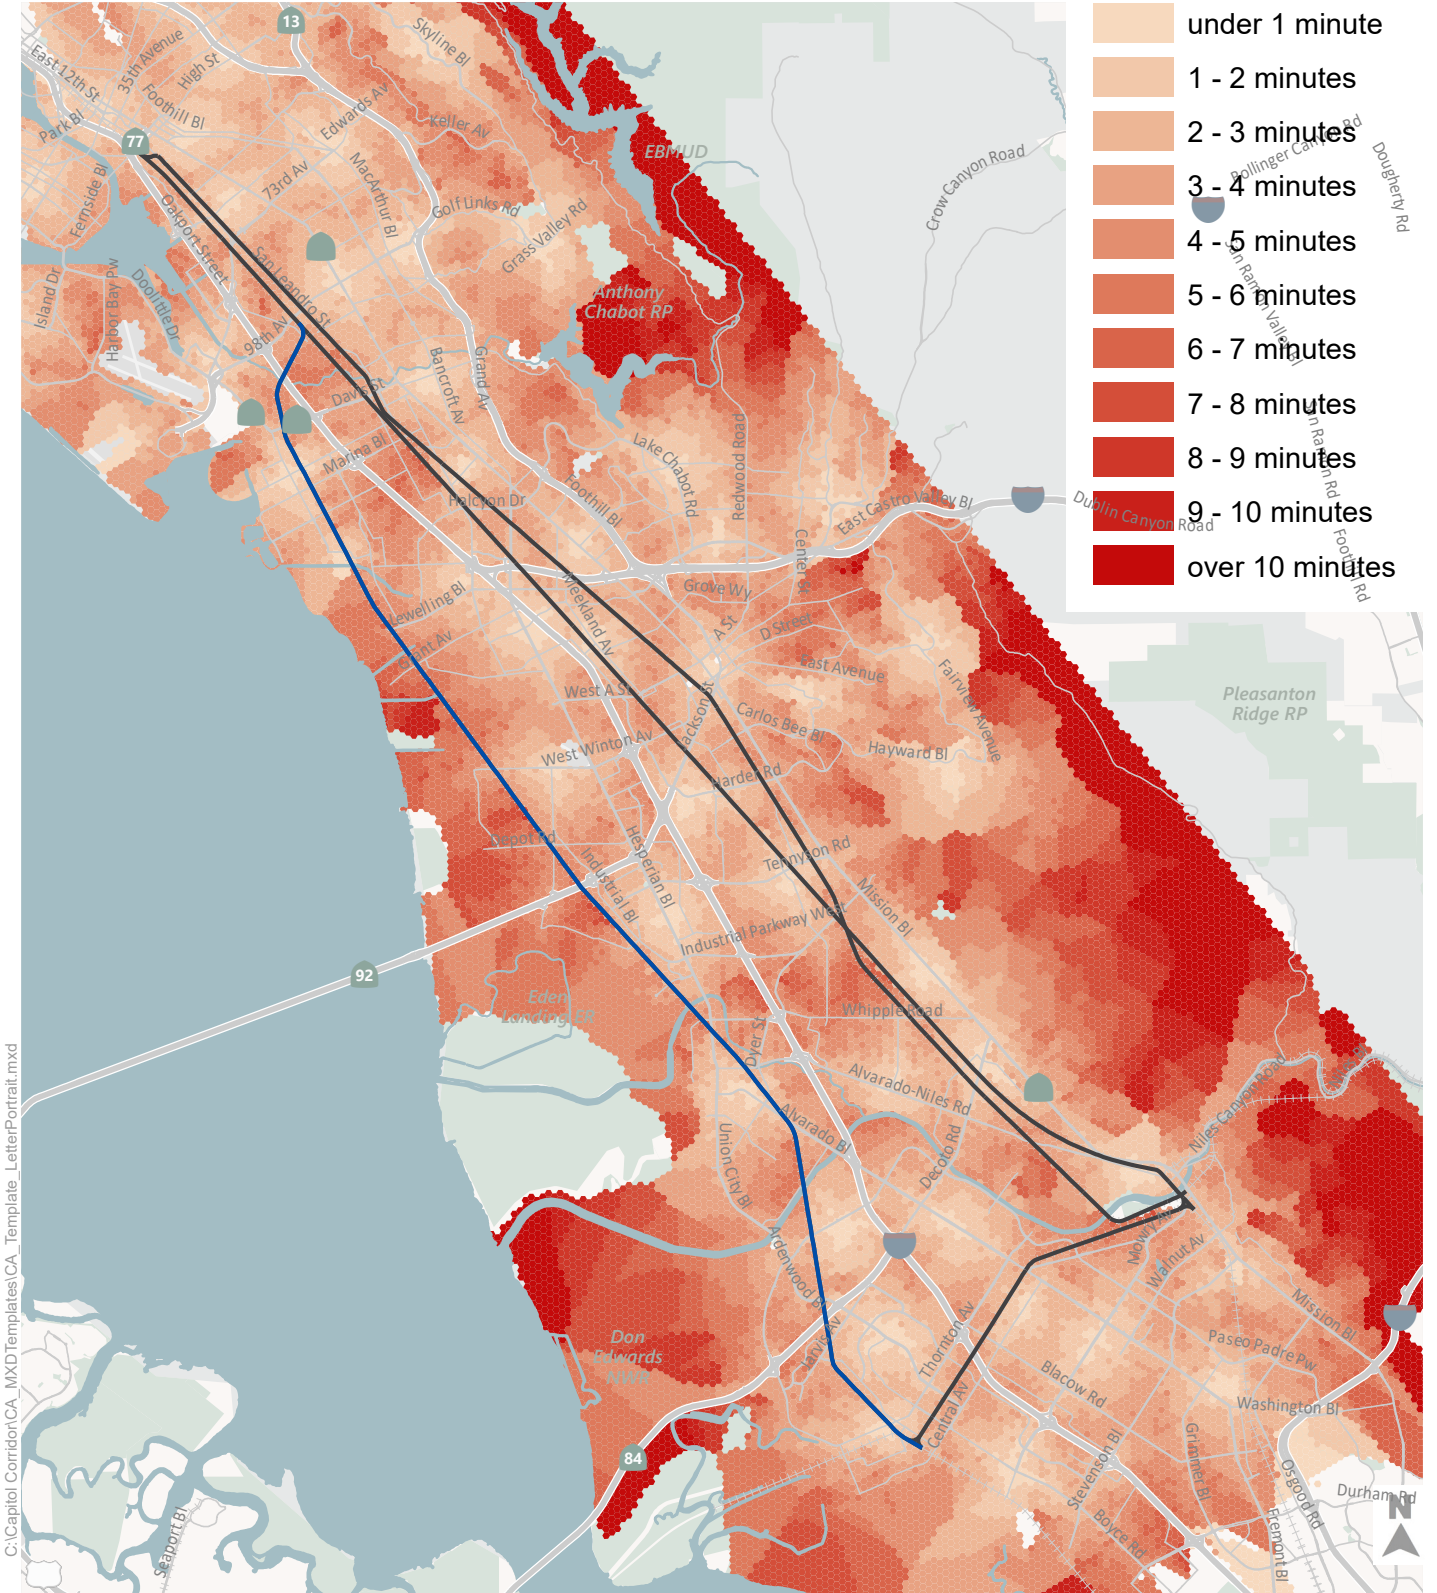 under 1 minute
1 - 2 minutes
2 - 3 minutes
3 - 4 minutes
4 - 5 minutes
5 - 6 minutes
6 - 7 minutes
7 - 8 minutes
8 - 9 minutes
9 - 10 minutes
over 10 minutes
Bollinger Canyon Rd
Dougherty Rd
San Ramon Valley Bl
San Ramon Rd
Foothill Rd
Dublin Canyon Road
13
Skyline Bl
35th Avenue
High St
East 12th St
Foothill Bl
Park Bl
Edwards Av
Keller Av
77
EBMUD
Crow Canyon Road
73rd Av
MacArthur Bl
Fernside Bl
Golf Links Rd
Grass Valley Rd
Oakport Street
San Leandro St
Island Dr
Harbor Bay Pw
Doolittle Dr
Anthony
Chabot RP
98th Av
Bancroft Av
Grand Av
Davis St
Marina Bl
Lake Chabot Rd
Redwood Road
Halcyon Dr
Foothill Bl
East Castro Valley Bl
Center St
Grove Wy
Meekland Av
Lewelling Bl
Grant Av
A St
D Street
East Avenue
Fairview Avenue
West A St
Jackson St
Carlos Bee Bl
Hayward Bl
West Winton Av
Harder Rd
Pleasanton
Ridge RP
Depot Rd
Hesperian Bl
Industrial Bl
Tennyson Rd
Mission Bl
Industrial Parkway West
92
Eden
Landing ER
Whipple Road
Dyer St
Alvarado-Niles Rd
Alvarado Bl
Union City Bl
Decoto Rd
Niles Canyon Road
Ardenwood Bl
Mowry Av
Walnut Av
Mission Bl
Don
Edwards
NWR
Jarvis Av
Thornton Av
Paseo Padre Pw
Blacow Rd
Central Av
Washington Bl
84
Stevenson Bl
Grimmer Bl
Osgood Rd
Durham Rd
Boyce Rd
Fremont Bl
Seaport Bl
N
C:\Capitol Corridor\CA_MXDTemplates\CA_Template_LetterPortrait.mxd